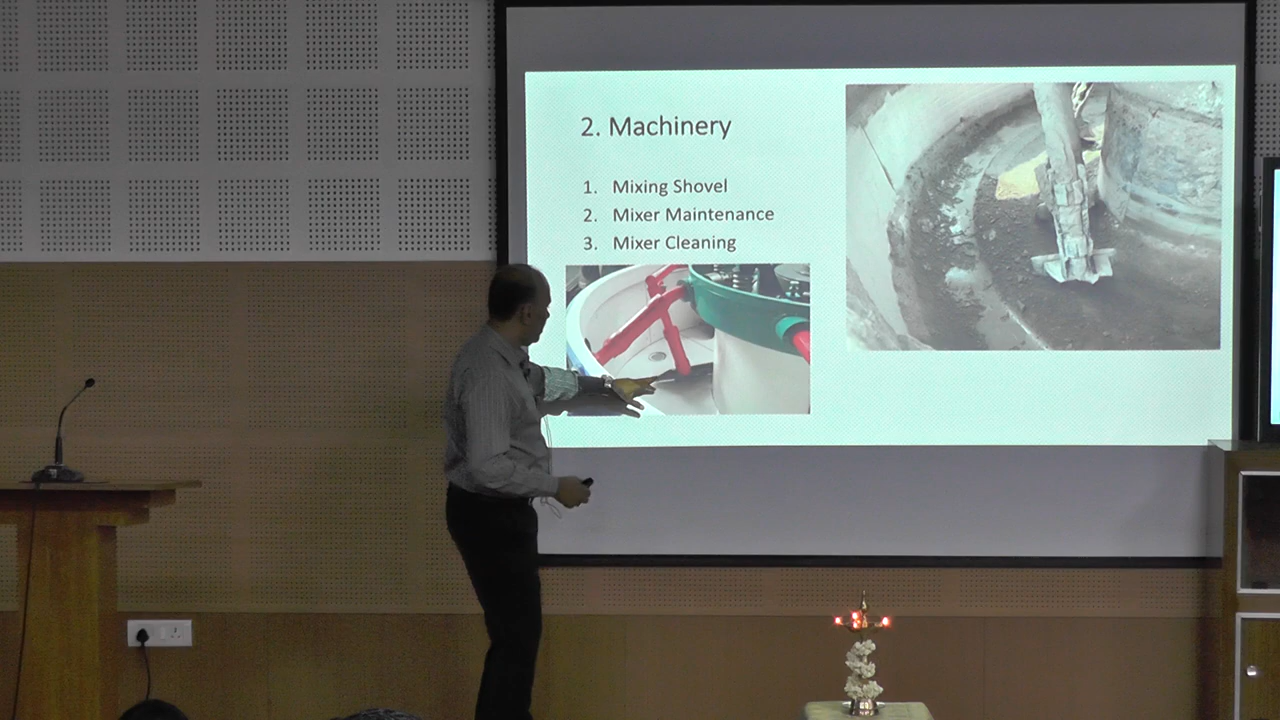 2. Machinery
1. Mixing Shovel
2. Mixer Maintenance
3. Mixer Cleaning